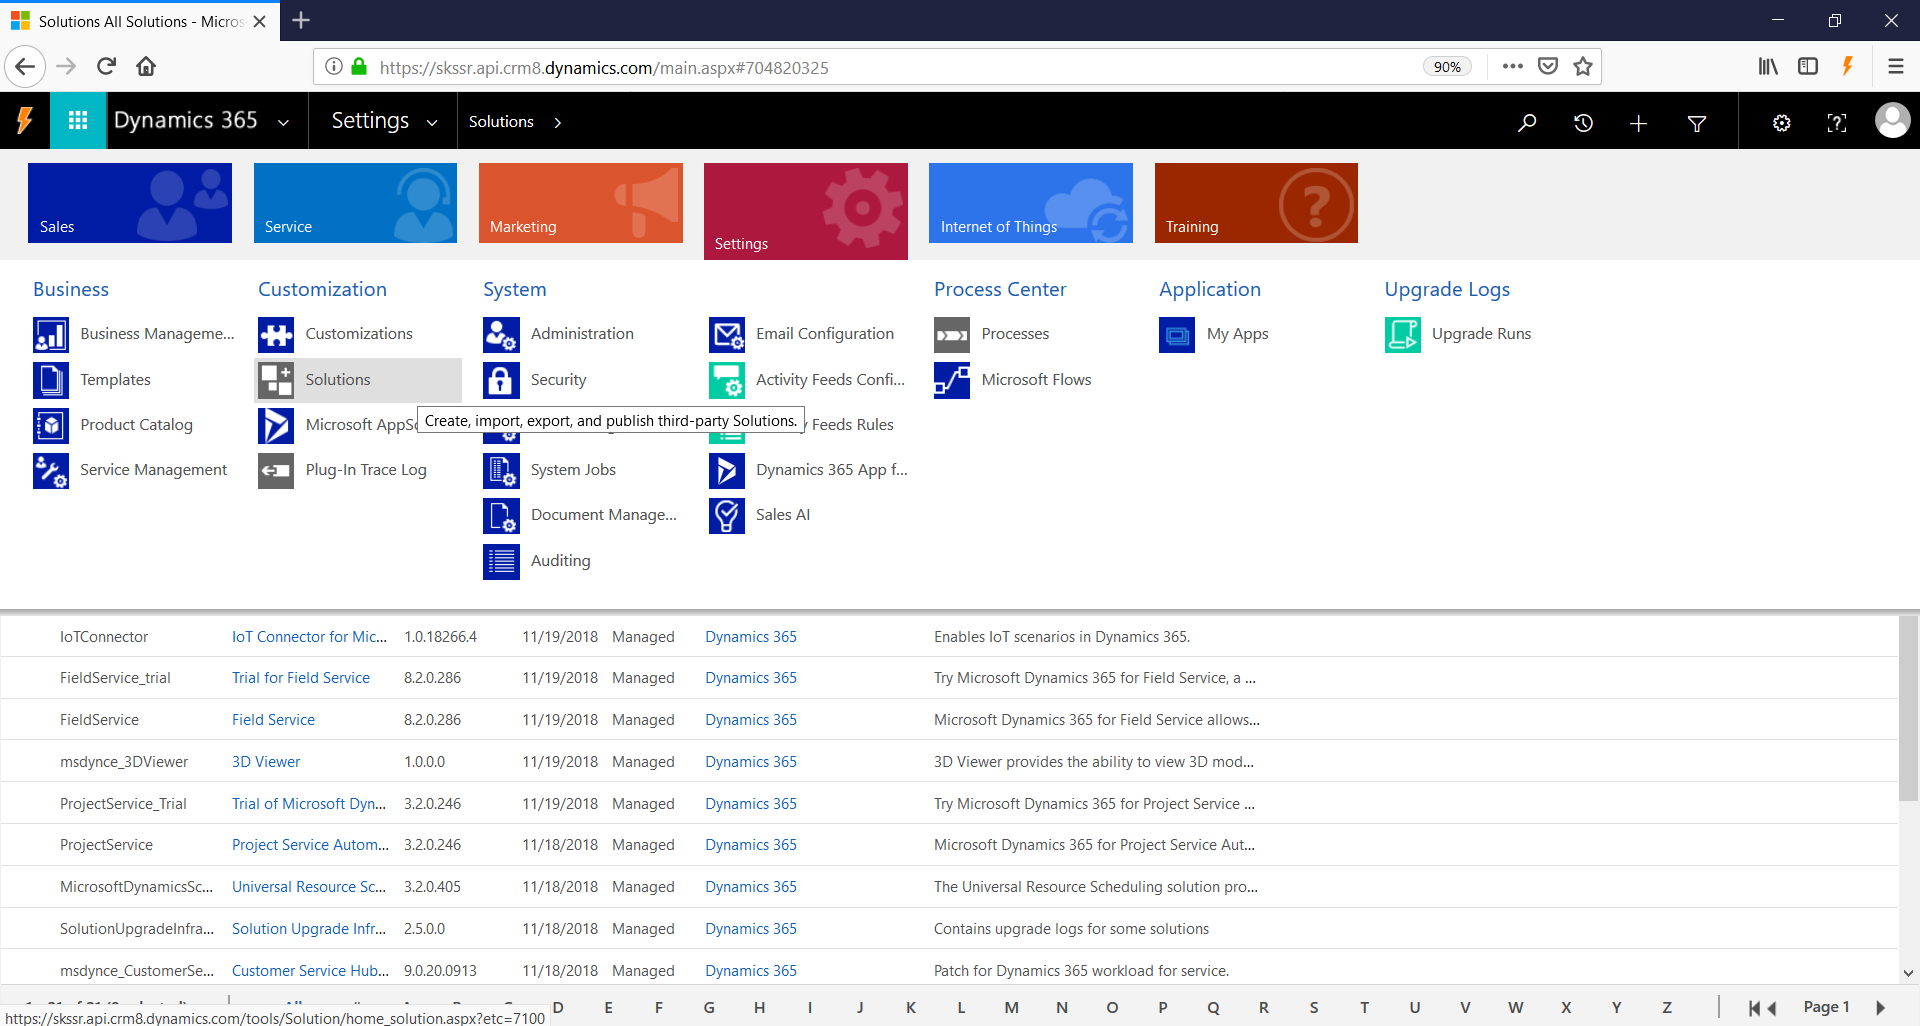 Solutions All Solutions - Micros
https://skssr.api.crm8.dynamics.com/main.aspx#704820325
90%
Dynamics 365
Settings
Solutions
Sales
Service
Marketing
Settings
Internet of Things
Training
Business
Customization
System
Process Center
Application
Upgrade Logs
Business Manageme...
Customizations
Administration
Email Configuration
Processes
My Apps
Upgrade Runs
Templates
Solutions
Security
Activity Feeds Confi...
Microsoft Flows
Create, import, export, and publish third-party Solutions.
Product Catalog
Microsoft AppSo
Feeds Rules
Service Management
Plug-In Trace Log
System Jobs
Dynamics 365 App f...
Document Manage...
Sales AI
Auditing
IoTConnector IoT Connector for Mic... 1.0.18266.4 11/19/2018 Managed Dynamics 365 Enables IoT scenarios in Dynamics 365.
FieldService_trial Trial for Field Service 8.2.0.286 11/19/2018 Managed Dynamics 365 Try Microsoft Dynamics 365 for Field Service, a ...
FieldService Field Service 8.2.0.286 11/19/2018 Managed Dynamics 365 Microsoft Dynamics 365 for Field Service allows...
msdynce_3DViewer 3D Viewer 1.0.0.0 11/19/2018 Managed Dynamics 365 3D Viewer provides the ability to view 3D mod...
ProjectService_Trial Trial of Microsoft Dyn... 3.2.0.246 11/19/2018 Managed Dynamics 365 Try Microsoft Dynamics 365 for Project Service ...
ProjectService Project Service Autom... 3.2.0.246 11/18/2018 Managed Dynamics 365 Microsoft Dynamics 365 for Project Service Aut...
MicrosoftDynamicsSc... Universal Resource Sc... 3.2.0.405 11/18/2018 Managed Dynamics 365 The Universal Resource Scheduling solution pro...
SolutionUpgradeInfra... Solution Upgrade Infr... 2.5.0.0 11/18/2018 Managed Dynamics 365 Contains upgrade logs for some solutions
msdynce_CustomerSe... Customer Service Hub... 9.0.20.0913 11/18/2018 Managed Dynamics 365 Patch for Dynamics 365 workload for service.
D E F G H I J K L M N O P Q R S T U V W X Y Z Page 1
https://skssr.api.crm8.dynamics.com/tools/Solution/home_solution.aspx?etc=7100